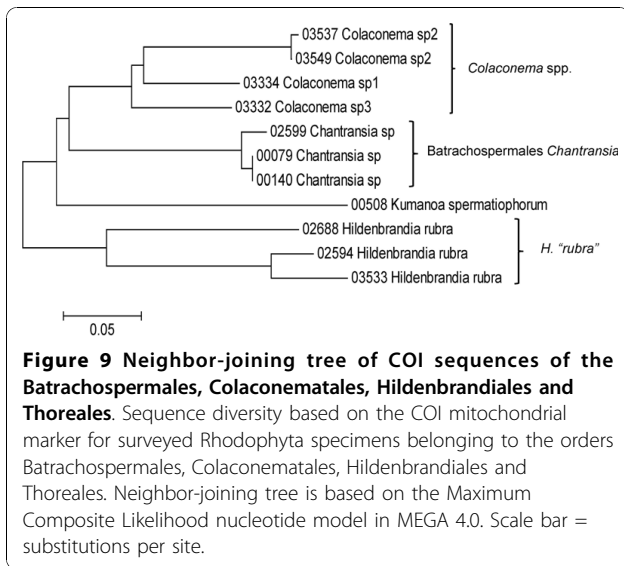 03537 Colaconema sp2
03549 Colaconema sp2
Colaconema spp.
03334 Colaconema sp1
03332 Colaconema sp3
02599 Chantransia sp
00079 Chantransia sp
Batrachospermales Chantransia
00140 Chantransia sp
00508 Kumanoa spermatiophorum
02688 Hildenbrandia rubra
02594 Hildenbrandia rubra
H. "rubra"
03533 Hildenbrandia rubra
0.05
Figure 9 Neighbor-joining tree of COI sequences of the
Batrachospermales, Colaconematales, Hildenbrandiales and
Thoreales. Sequence diversity based on the COI mitochondrial
marker for surveyed Rhodophyta specimens belonging to the orders
Batrachospermales, Colaconematales, Hildenbrandiales and
Thoreales. Neighbor-joining tree is based on the Maximum
Composite Likelihood nucleotide model in MEGA 4.0. Scale bar =
substitutions per site.